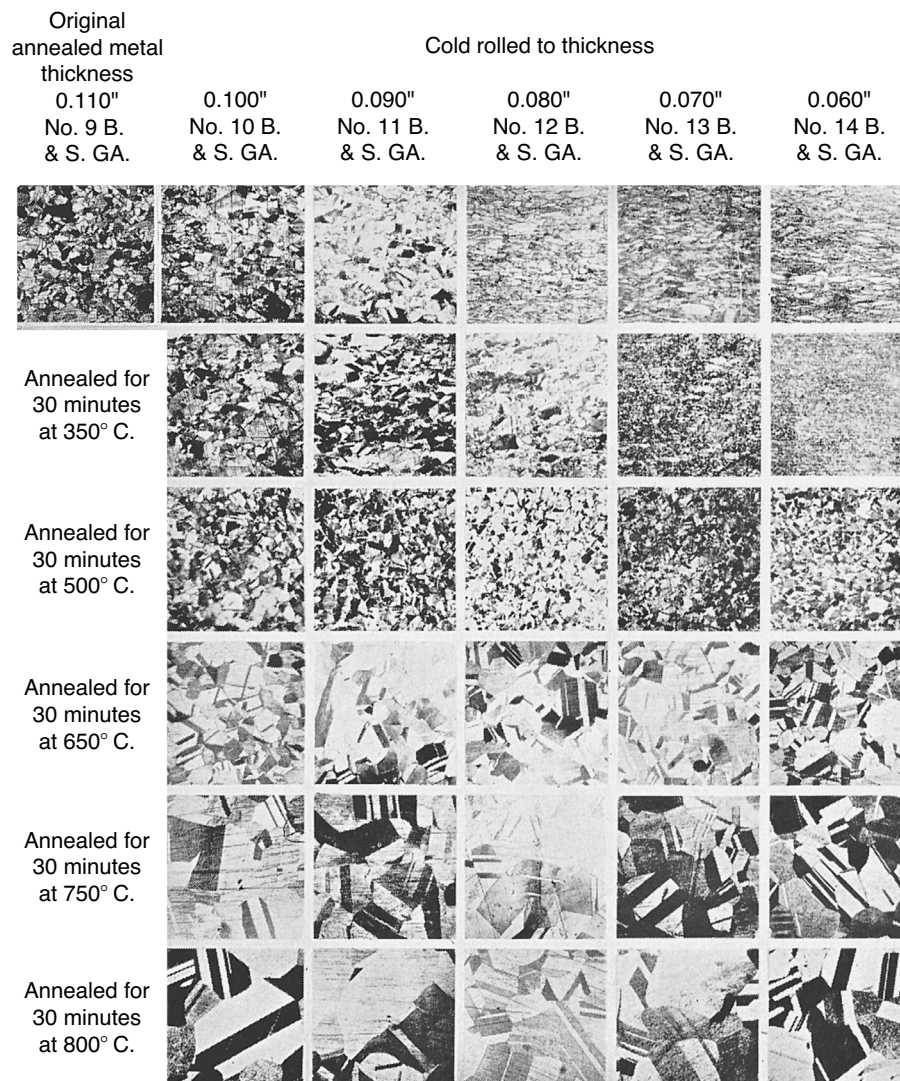 Original
annealed metal
thickness
0.110"
No. 9 B.
& S. GA.
Cold rolled to thickness
0.100"
No. 10 B.
& S. GA.
0.090"
No. 11 B.
& S. GA.
0.080"
No. 12 B.
& S. GA.
0.070"
No. 13 B.
& S. GA.
0.060"
No. 14 B.
& S. GA.
Annealed for
30 minutes
at 350° C.
Annealed for
30 minutes
at 500° C.
Annealed for
30 minutes
at 650° C.
Annealed for
30 minutes
at 750° C.
Annealed for
30 minutes
at 800° C.